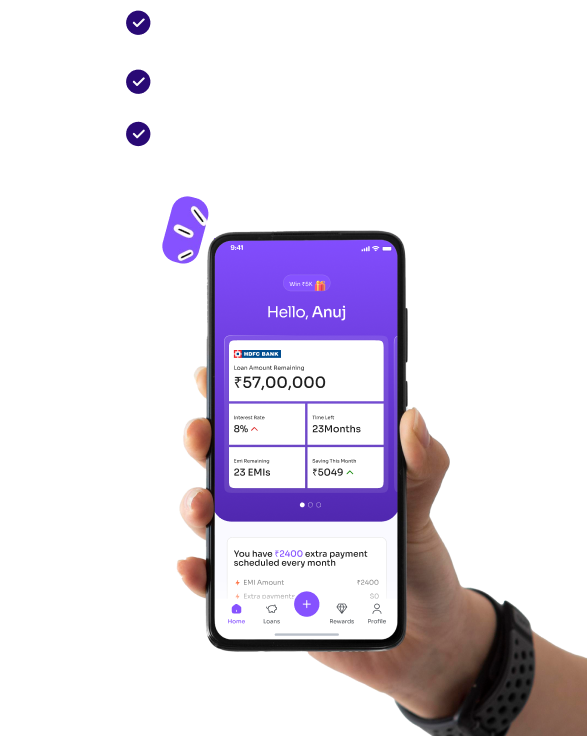 9:41
Win ₹5K
Hello, Anuj
HDFC BANK
Loan Amount Remaining
₹57,00,000
Interest Rate
Time Left
8%
23Months
Emi Remaining
Saving This Month
23 EMIs
₹5049
You have ₹2400 extra payment
scheduled every month
EMI Amount
₹2400
Extra payments
$0
Home
Loans
Rewards
Profile